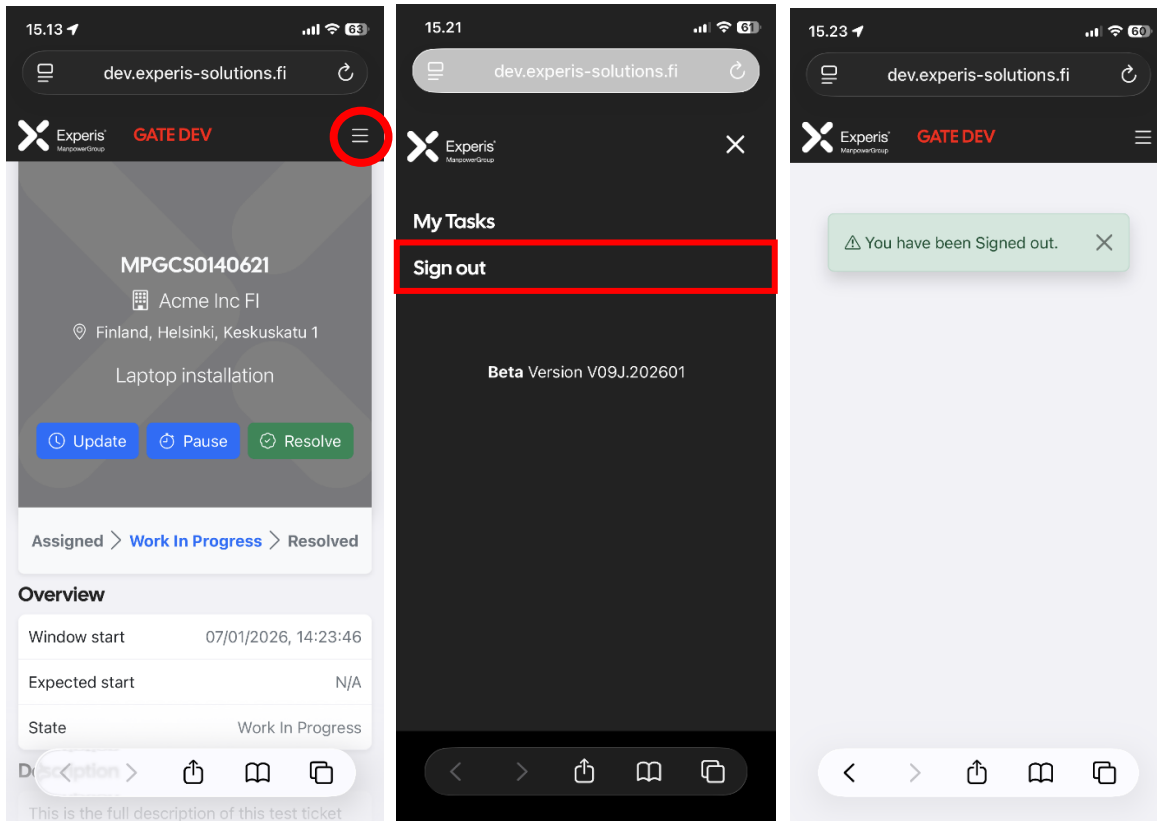 15.13
63
dev.experis-solutions.fi
Experis
ManpowerGroup
GATE DEV
MPGCS0140621
Acme Inc FI
Finland, Helsinki, Keskuskatu 1
Laptop installation
Update
Pause
Resolve
Assigned
Work In Progress
Resolved
Overview
Window start 07/01/2026, 14:23:46
Expected start N/A
State Work In Progress
Description
This is the full description of this test ticket
15.21
61
dev.experis-solutions.fi
Experis
ManpowerGroup
My Tasks
Sign out
Beta Version V09J.202601
15.23
60
dev.experis-solutions.fi
Experis
ManpowerGroup
GATE DEV
You have been Signed out.